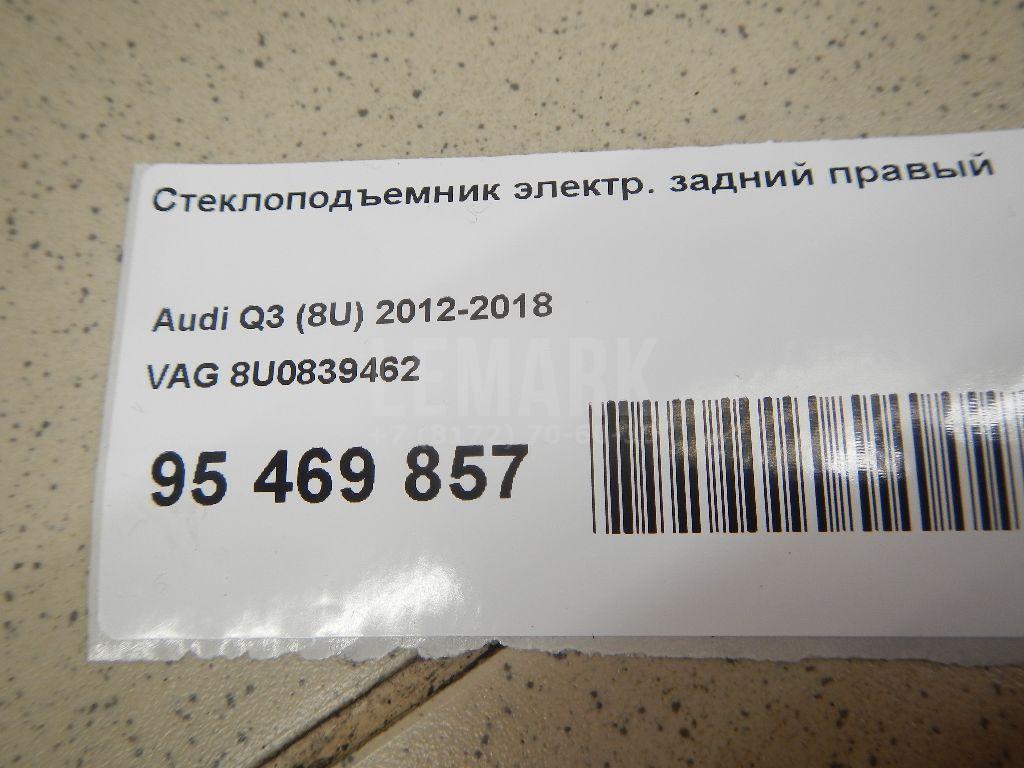 Стеклоподъемник электр. задний правый
Audi Q3 (8U) 2012-2018
VAG 8U0839462
LEMARK
95 469 857